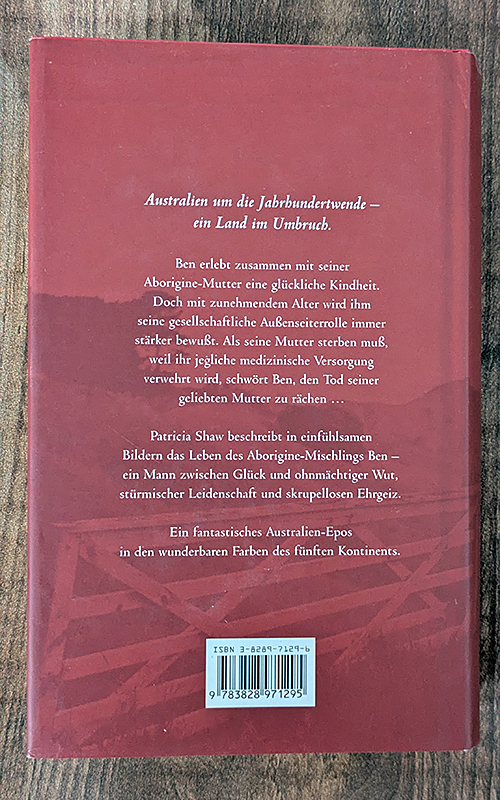 Australien um die Jahrhundertwende –
ein Land im Umbruch.
Ben erlebt zusammen mit seiner
Aborigine-Mutter eine glückliche Kindheit.
Doch mit zunehmendem Alter wird ihm
seine gesellschaftliche Außenseiterrolle immer
stärker bewußt. Als seine Mutter sterben muß,
weil ihr jegliche medizinische Versorgung
verwehrt wird, schwört Ben, den Tod seiner
geliebten Mutter zu rächen …
Patricia Shaw beschreibt in einfühlsamen
Bildern das Leben des Aborigine-Mischlings Ben –
ein Mann zwischen Glück und ohnmächtiger Wut,
stürmischer Leidenschaft und skrupellosen Ehrgeiz.
Ein fantastisches Australien-Epos
in den wunderbaren Farben des fünften Kontinents.
ISBN 3-8289-7129-6
9 783828 971295